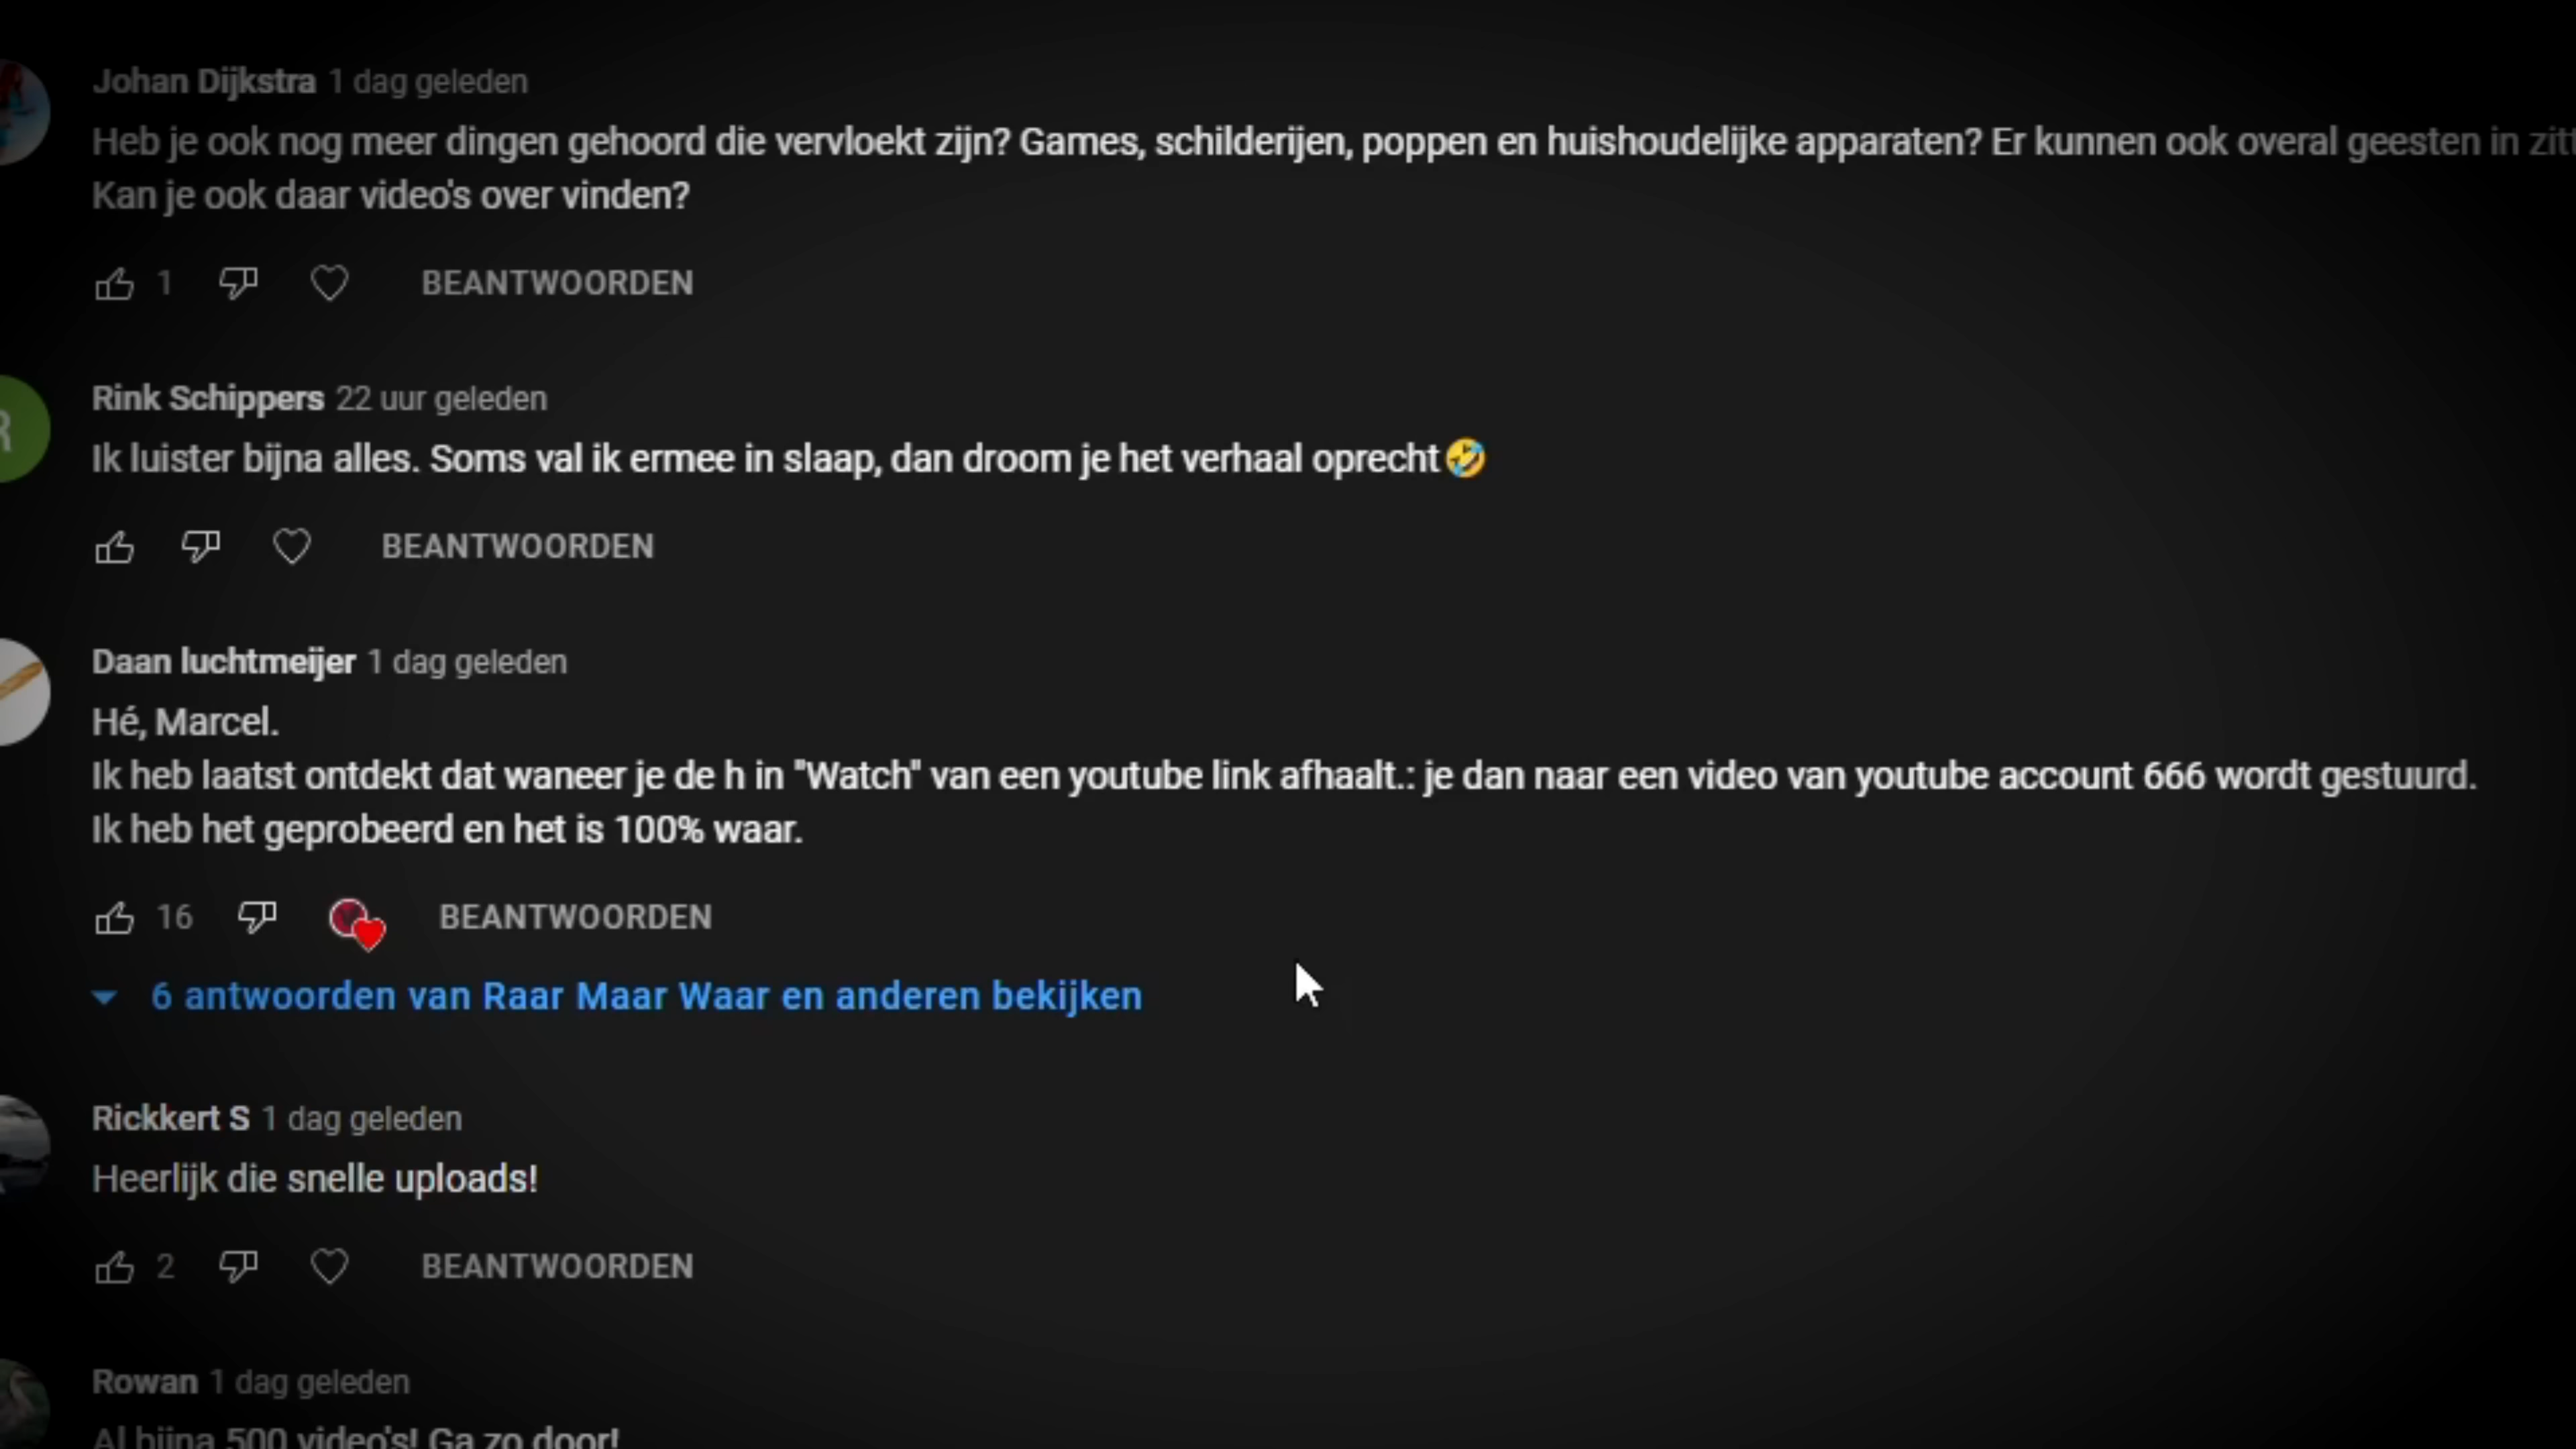 Johan Dijkstra 1 dag geleden
Heb je ook nog meer dingen gehoord die vervloekt zijn? Games, schilderijen, poppen en huishoudelijke apparaten? Er kunnen ook overal geesten in
Kan je ook daar video's over vinden?
1 BEANTWOORDEN
R
Rink Schippers 22 uur geleden
Ik luister bijna alles. Soms val ik ermee in slaap, dan droom je het verhaal oprecht🤣
BEANTWOORDEN
Daan luchtmeijer 1 dag geleden
Hé, Marcel.
Ik heb laatst ontdekt dat waneer je de h in "Watch" van een youtube link afhaalt.: je dan naar een video van youtube account 666 wordt gestuurd.
Ik heb het geprobeerd en het is 100% waar.
16 BEANTWOORDEN
6 antwoorden van Raar Maar Waar en anderen bekijken
Rickkert S 1 dag geleden
Heerlijk die snelle uploads!
2 BEANTWOORDEN
Rowan 1 dag geleden
Al bijna 500 video's! Ga zo door!